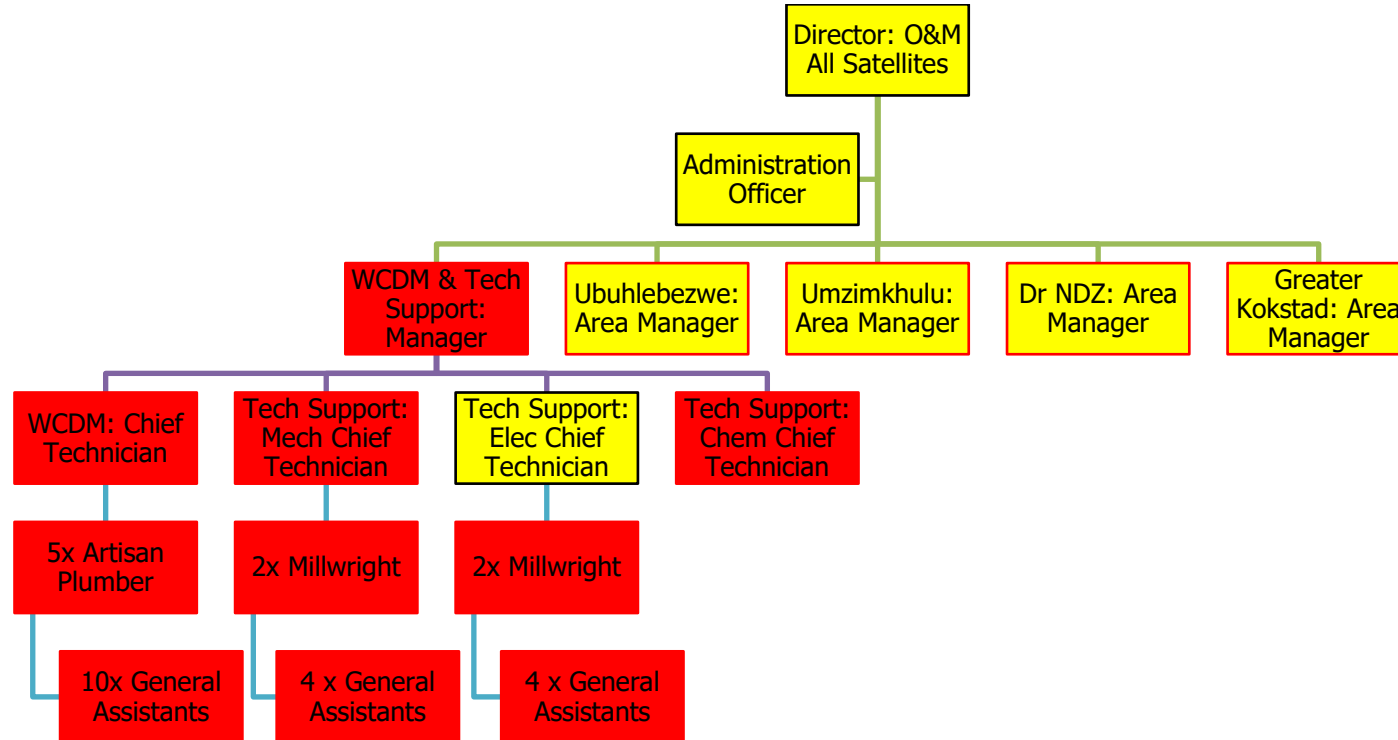 Director: O&M
All Satellites
Administration
Officer
WCDM & Tech
Support:
Manager
Ubuhlebezwe:
Area Manager
Umzimkhulu:
Area Manager
Dr NDZ: Area
Manager
Greater
Kokstad: Area
Manager
WCDM: Chief
Technician
Tech Support:
Mech Chief
Technician
Tech Support:
Elec Chief
Technician
Tech Support:
Chem Chief
Technician
5x Artisan
Plumber
2x Millwright
2x Millwright
10x General
Assistants
4 x General
Assistants
4 x General
Assistants